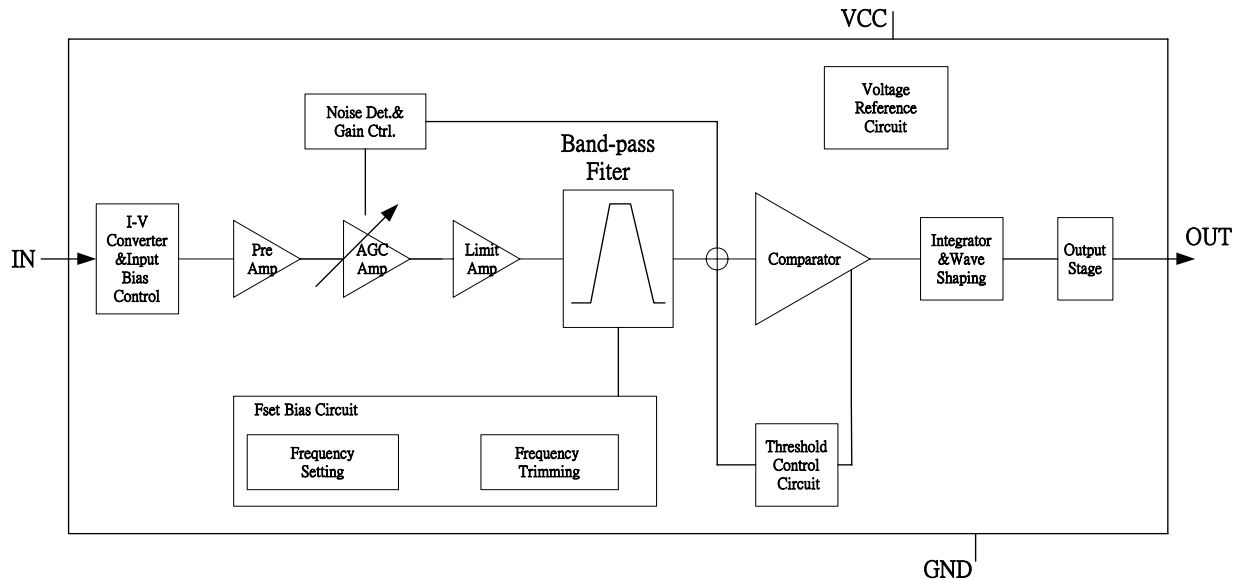 VCC
Voltage
Reference
Circuit
Noise Det.&
Gain Ctrl.
Band-pass
Fiter
IN
I-V
Converter
&Input
Bias
Control
Pre
Amp
AGC
Amp
Limit
Amp
Comparator
Integrator
&Wave
Shaping
Output
Stage
OUT
Fset Bias Circuit
Frequency
Setting
Frequency
Trimming
Threshold
Control
Circuit
GND